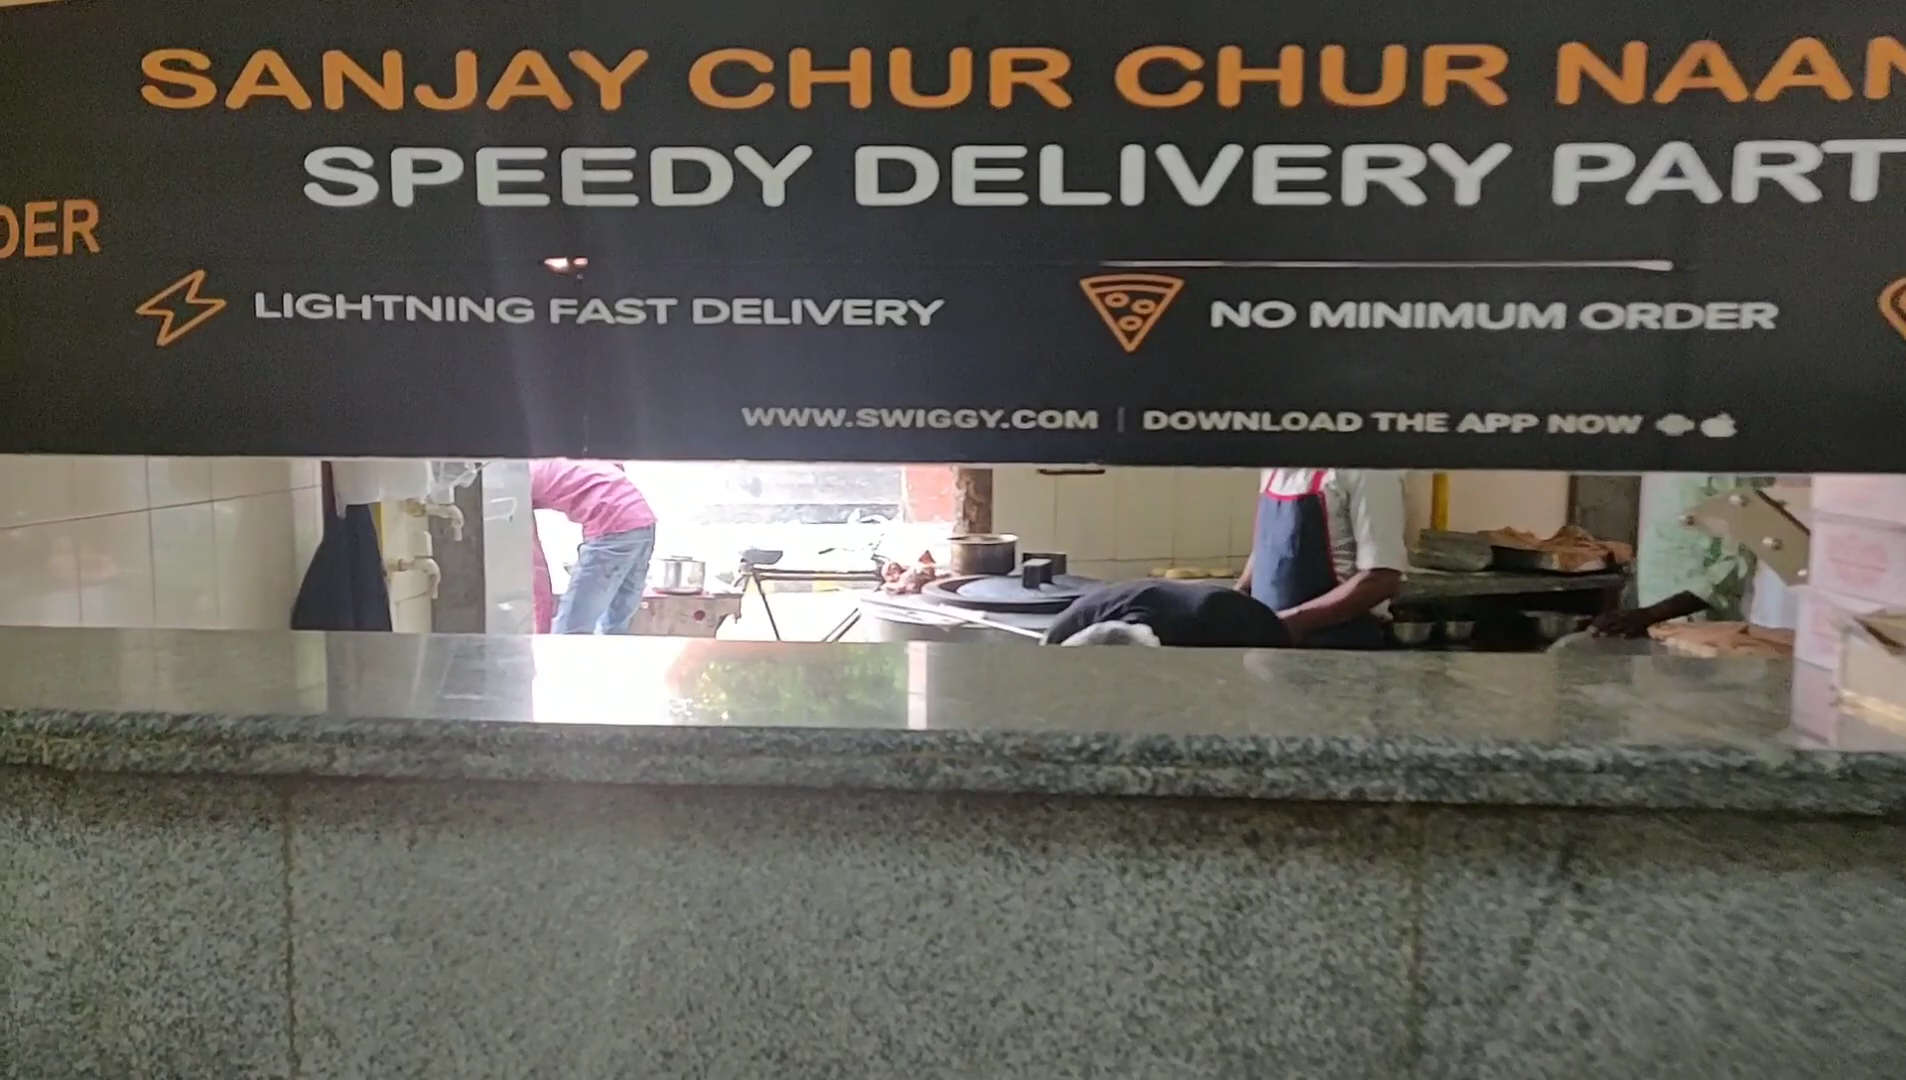 SANJAY CHUR CHUR NAAN
SPEEDY DELIVERY PART
DER
LIGHTNING FAST DELIVERY
NO MINIMUM ORDER
WWW.SWIGGY.COM | DOWNLOAD THE APP NOW